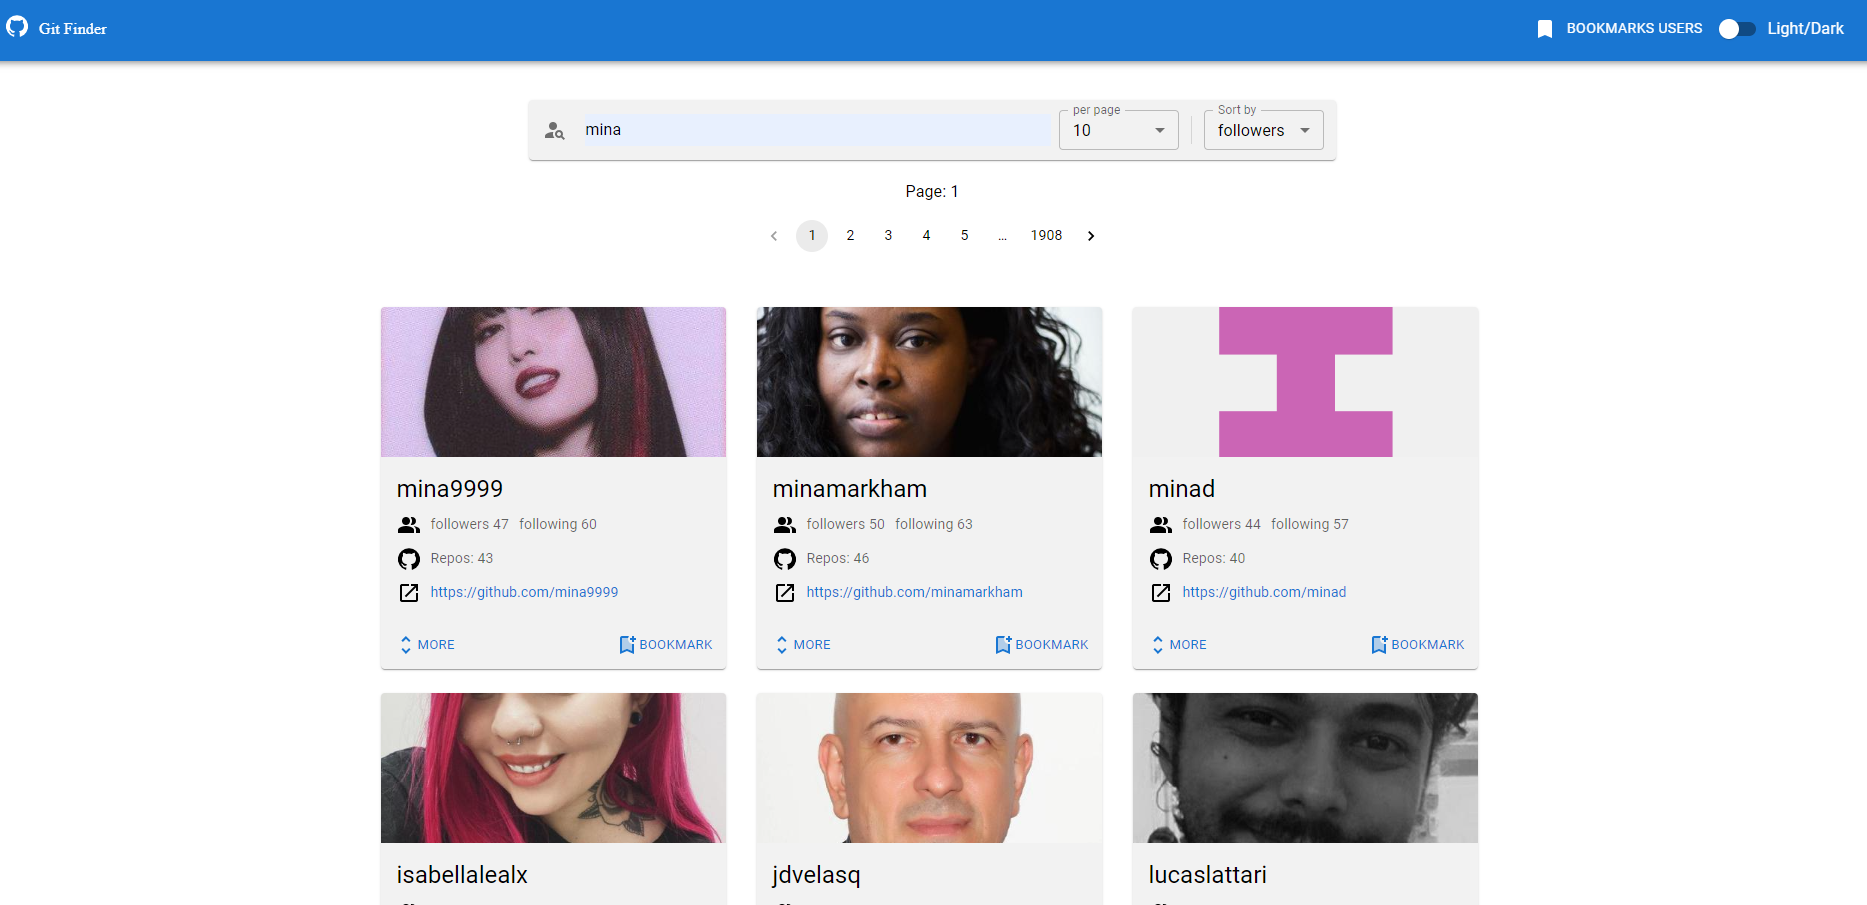 Git Finder
BOOKMARKS USERS
Light/Dark
mina
per page
10
Sort by
followers
Page: 1
1 2 3 4 5 … 1908
mina9999
followers 47 following 60
Repos: 43
https://github.com/mina9999
MORE
BOOKMARK
minamarkham
followers 50 following 63
Repos: 46
https://github.com/minamarkham
MORE
BOOKMARK
minad
followers 44 following 57
Repos: 40
https://github.com/minad
MORE
BOOKMARK
isabellalealx
jdvelasq
lucaslattari